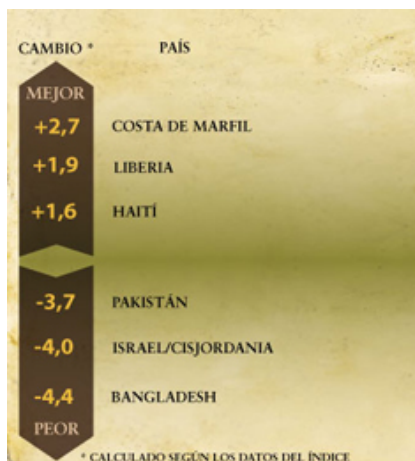 CAMBIO * PAÍS
MEJOR
+2,7 COSTA DE MARFIL
+1,9 LIBERIA
+1,6 HAITÍ
-3,7 PAKISTÁN
-4,0 ISRAEL/CISJORDANIA
-4,4 BANGLADESH
PEOR
* CALCULADO SEGÚN LOS DATOS DEL ÍNDICE